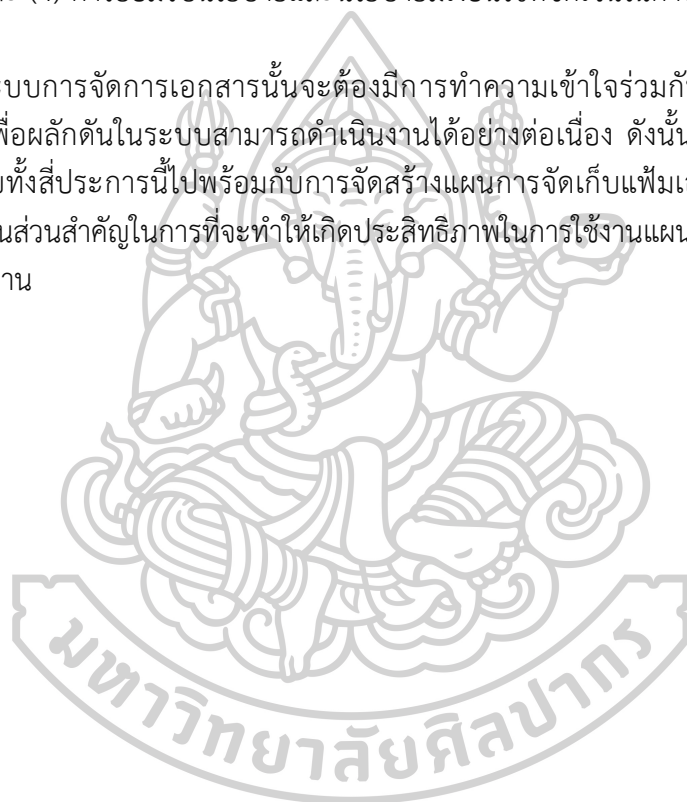 ระบบการจัดการเอกสารนั้นจะต้องมีการทำความเข้าใจร่วมกั
พื่อผลักดันในระบบสามารถดำเนินงานได้อย่างต่อเนื่อง ดังนั้น
ทั้งสี่ประการนี้ไปพร้อมกับการจัดสร้างแผนการจัดเก็บแฟ้มเ
นส่วนสำคัญในการที่จะทำให้เกิดประสิทธิภาพในการใช้งานแผน
าน
มหาวิทยาลัยศิลปากร